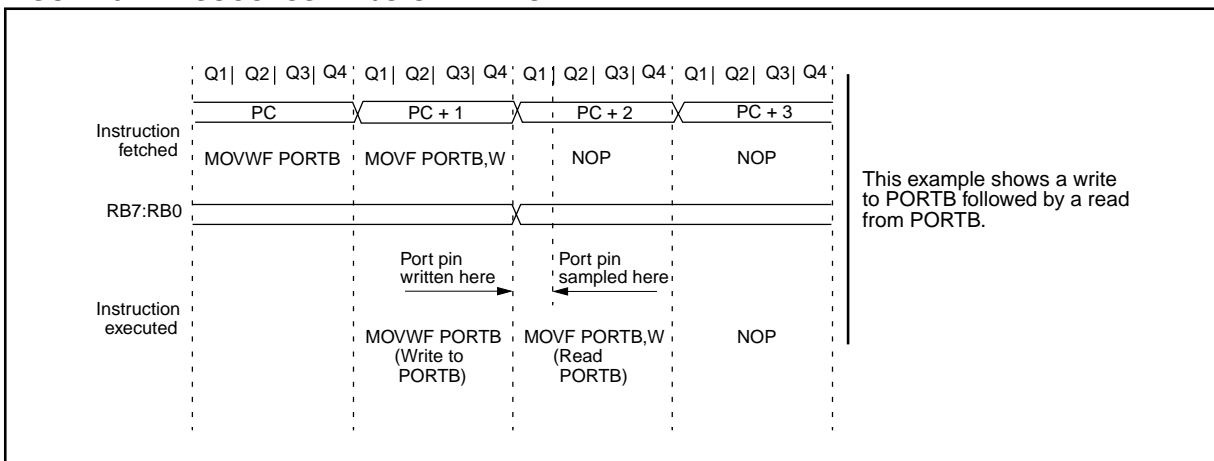 Q1| Q2| Q3| Q4 Q1| Q2| Q3| Q4 Q1| Q2| Q3| Q4 Q1| Q2| Q3| Q4
PC PC + 1 PC + 2 PC + 3
Instruction
fetched
MOVWF PORTB MOVF PORTB,W NOP NOP
This example shows a write
to PORTB followed by a read
from PORTB.
RB7:RB0
Port pin
written here
Port pin
sampled here
Instruction
executed
MOVWF PORTB
(Write to
PORTB)
MOVF PORTB,W
(Read
PORTB)
NOP